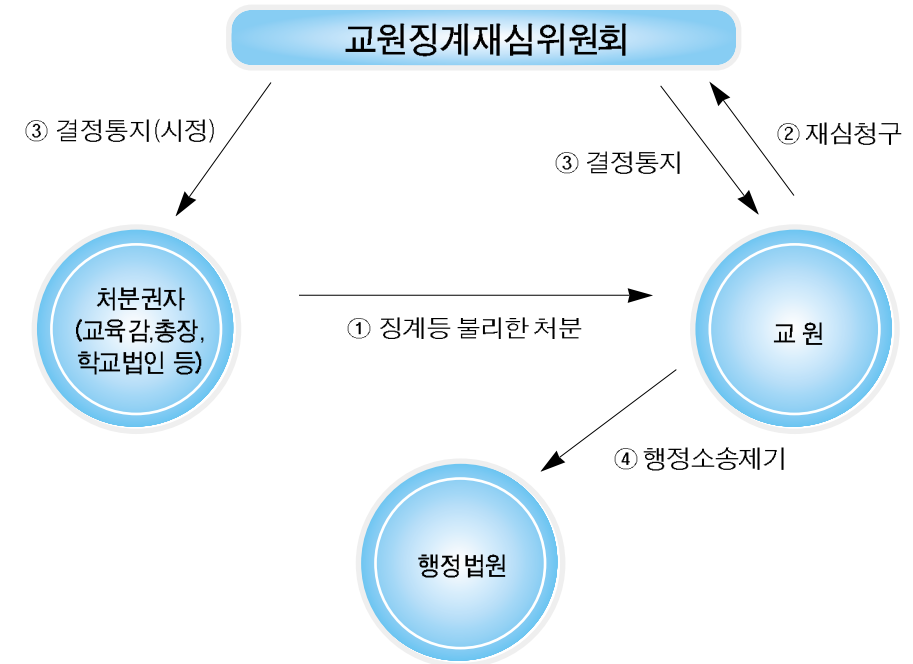 교원징계재심위원회
③ 결정통지(시정)
② 재심청구
③ 결정통지
처분권자
(교육감,총장,
학교법인 등)
① 징계등 불리한 처분
교 원
④ 행정소송제기
행정법원